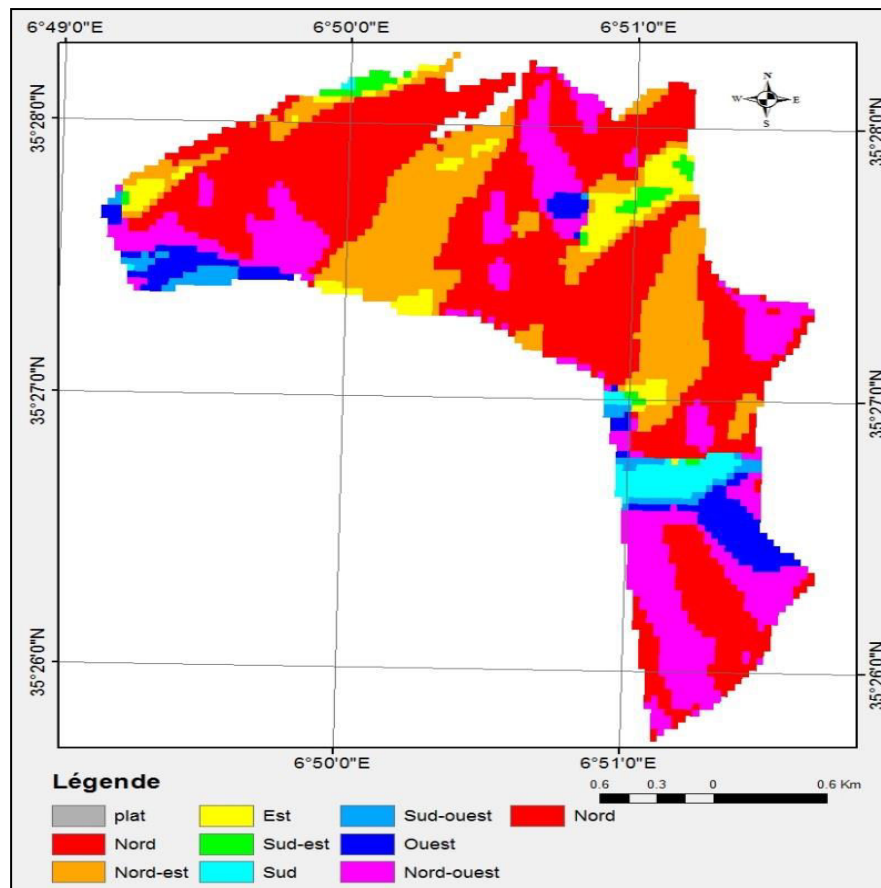 6°49'0"E 6°50'0"E 6°51'0"E
N
W E
S
35°28'0"N 35°28'0"N
35°27'0"N 35°27'0"N
35°26'0"N 35°26'0"N
6°50'0"E 6°51'0"E
Légende
0.6 0.3 0 0.6 Km
plat Est Sud-ouest Nord
Nord Sud-est Ouest
Nord-est Sud Nord-ouest